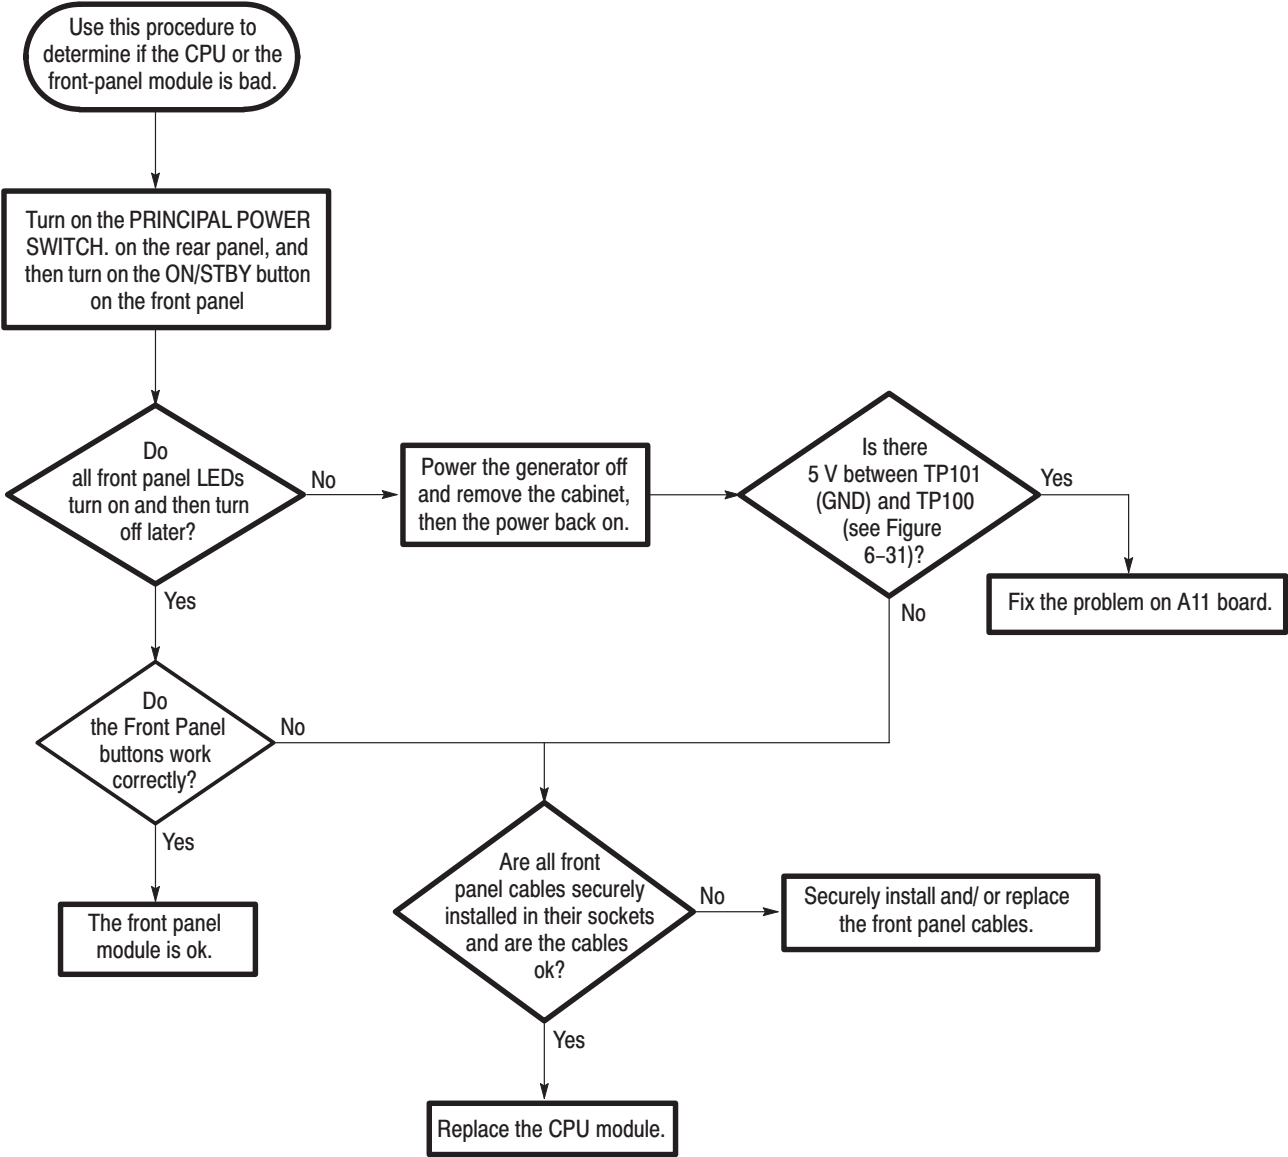 Use this procedure to
determine if the CPU or the
front-panel module is bad.
Turn on the PRINCIPAL POWER
SWITCH. on the rear panel, and
then turn on the ON/STBY button
on the front panel
Do
all front panel LEDs
turn on and then turn
off later?
No
Power the generator off
and remove the cabinet,
then the power back on.
Is there
5 V between TP101
(GND) and TP100
(see Figure
6–31)?
Yes
Fix the problem on A11 board.
No
Yes
Do
the Front Panel
buttons work
correctly?
No
Yes
The front panel
module is ok.
Are all front
panel cables securely
installed in their sockets
and are the cables
ok?
No
Securely install and/ or replace
the front panel cables.
Yes
Replace the CPU module.